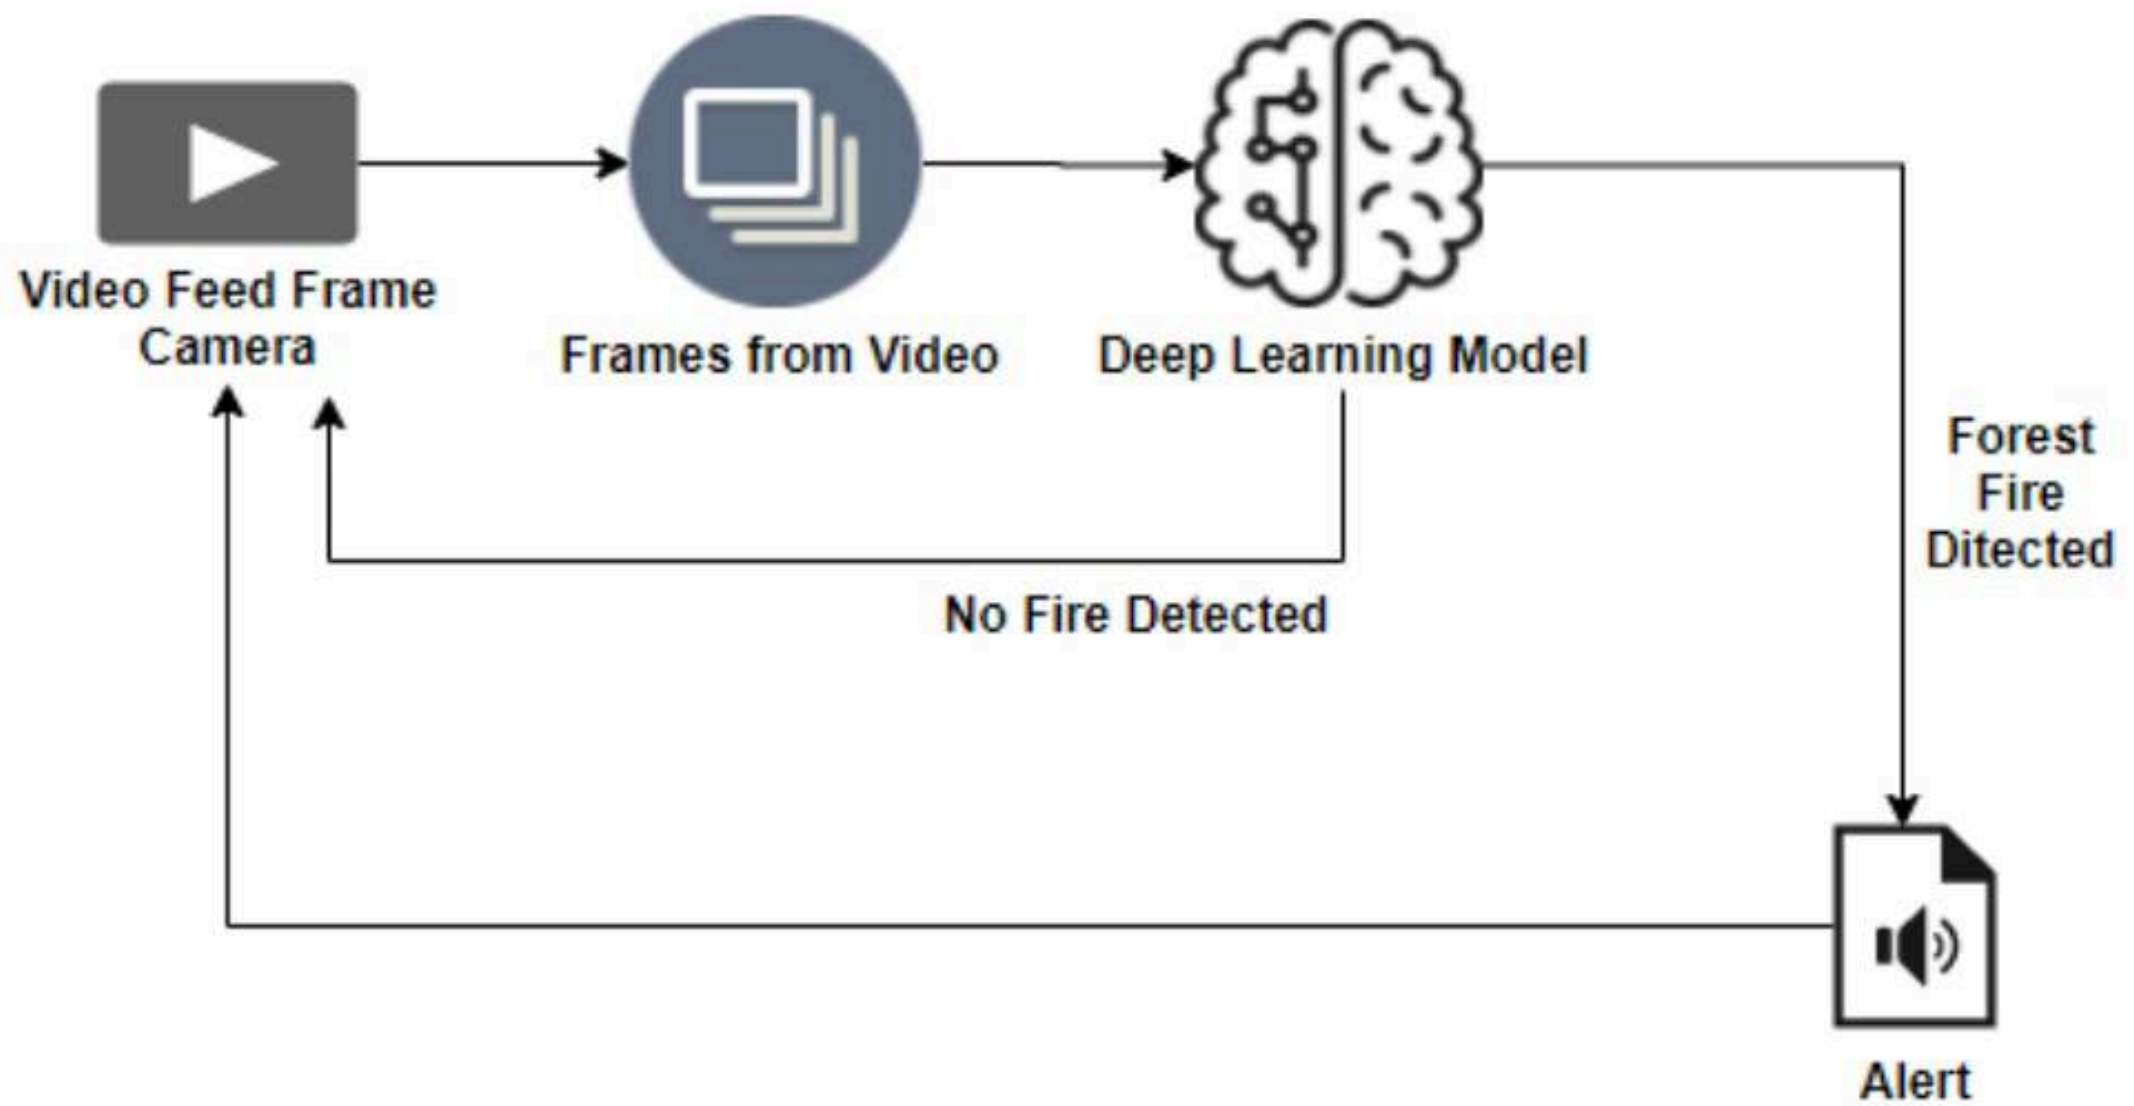 Video Feed Frame
Camera
Frames from Video
Deep Learning Model
Forest
Fire
Ditected
No Fire Detected
Alert